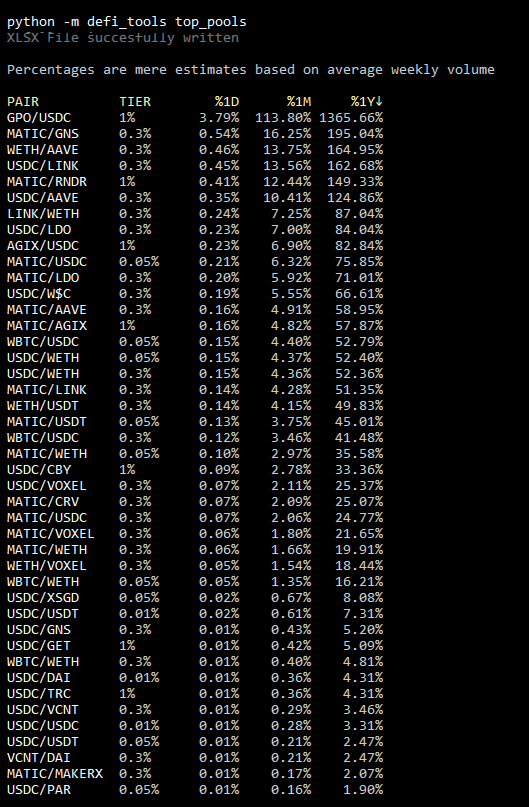 python -m defi_tools top_pools
XLSX File succesfully written
Percentages are mere estimates based on average weekly volume
PAIR TIER %1D %1M %1Y↓
GPO/USDC 1% 3.79% 113.80% 1365.66%
MATIC/GNS 0.3% 0.54% 16.25% 195.04%
WETH/AAVE 0.3% 0.46% 13.75% 164.95%
USDC/LINK 0.3% 0.45% 13.56% 162.68%
MATIC/RNDR 1% 0.41% 12.44% 149.33%
USDC/AAVE 0.3% 0.35% 10.41% 124.86%
LINK/WETH 0.3% 0.24% 7.25% 87.04%
USDC/LDO 0.3% 0.23% 7.00% 84.04%
AGIX/USDC 1% 0.23% 6.90% 82.84%
MATIC/USDC 0.05% 0.21% 6.32% 75.85%
MATIC/LDO 0.3% 0.20% 5.92% 71.01%
USDC/W$C 0.3% 0.19% 5.55% 66.61%
MATIC/AAVE 0.3% 0.16% 4.91% 58.95%
MATIC/AGIX 1% 0.16% 4.82% 57.87%
WBTC/USDC 0.05% 0.15% 4.40% 52.79%
USDC/WETH 0.05% 0.15% 4.37% 52.40%
USDC/WETH 0.3% 0.15% 4.36% 52.36%
MATIC/LINK 0.3% 0.14% 4.28% 51.35%
WETH/USDT 0.3% 0.14% 4.15% 49.83%
MATIC/USDT 0.05% 0.13% 3.75% 45.01%
WBTC/USDC 0.3% 0.12% 3.46% 41.48%
MATIC/WETH 0.05% 0.10% 2.97% 35.58%
USDC/CBY 1% 0.09% 2.78% 33.36%
USDC/VOXEL 0.3% 0.07% 2.11% 25.37%
MATIC/CRV 0.3% 0.07% 2.09% 25.07%
MATIC/USDC 0.3% 0.07% 2.06% 24.77%
MATIC/VOXEL 0.3% 0.06% 1.80% 21.65%
MATIC/WETH 0.3% 0.06% 1.66% 19.91%
WETH/VOXEL 0.3% 0.05% 1.54% 18.44%
WBTC/WETH 0.05% 0.05% 1.35% 16.21%
USDC/XSGD 0.05% 0.02% 0.67% 8.08%
USDC/USDT 0.01% 0.02% 0.61% 7.31%
USDC/GNS 0.3% 0.01% 0.43% 5.20%
USDC/GET 1% 0.01% 0.42% 5.09%
WBTC/WETH 0.3% 0.01% 0.40% 4.81%
USDC/DAI 0.01% 0.01% 0.36% 4.31%
USDC/TRC 1% 0.01% 0.36% 4.31%
USDC/VCNT 0.3% 0.01% 0.29% 3.46%
USDC/USDC 0.01% 0.01% 0.28% 3.31%
USDC/USDT 0.05% 0.01% 0.21% 2.47%
VCNT/DAI 0.3% 0.01% 0.21% 2.47%
MATIC/MAKERX 0.3% 0.01% 0.17% 2.07%
USDC/PAR 0.05% 0.01% 0.16% 1.90%